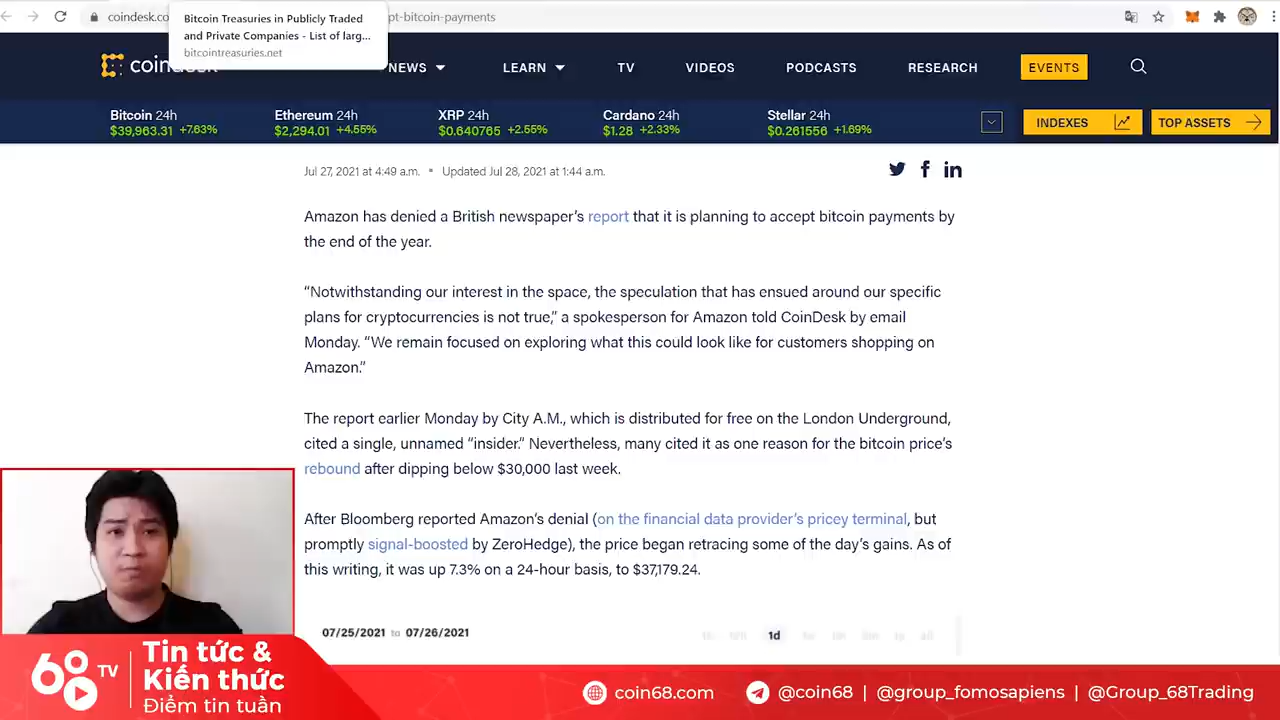 coindesk.co
pt-bitcoin-payments
Bitcoin Treasuries in Publicly Traded
and Private Companies - List of larg...
bitcointreasuries.net
coindesk
NEWS
LEARN
TV
VIDEOS
PODCASTS
RESEARCH
EVENTS
Bitcoin 24h
$39,963.31 +7.63%
Ethereum 24h
$2,294.01 +4.55%
XRP 24h
$0.640765 +2.55%
Cardano 24h
$1.28 +2.33%
Stellar 24h
$0.261556 +1.69%
INDEXES
TOP ASSETS
Jul 27, 2021 at 4:49 a.m. • Updated Jul 28, 2021 at 1:44 a.m.
Amazon has denied a British newspaper’s report that it is planning to accept bitcoin payments by
the end of the year.
“Notwithstanding our interest in the space, the speculation that has ensued around our specific
plans for cryptocurrencies is not true,” a spokesperson for Amazon told CoinDesk by email
Monday. “We remain focused on exploring what this could look like for customers shopping on
Amazon.”
The report earlier Monday by City A.M., which is distributed for free on the London Underground,
cited a single, unnamed “insider.” Nevertheless, many cited it as one reason for the bitcoin price’s
rebound after dipping below $30,000 last week.
After Bloomberg reported Amazon’s denial (on the financial data provider’s pricey terminal, but
promptly signal-boosted by ZeroHedge), the price began retracing some of the day’s gains. As of
this writing, it was up 7.3% on a 24-hour basis, to $37,179.24.
07/25/2021 to 07/26/2021
1d
68 TV
Tin tức &
Kiến thức
Điểm tin tuần
coin68.com
@coin68 | @group_fomosapiens | @Group_68Trading